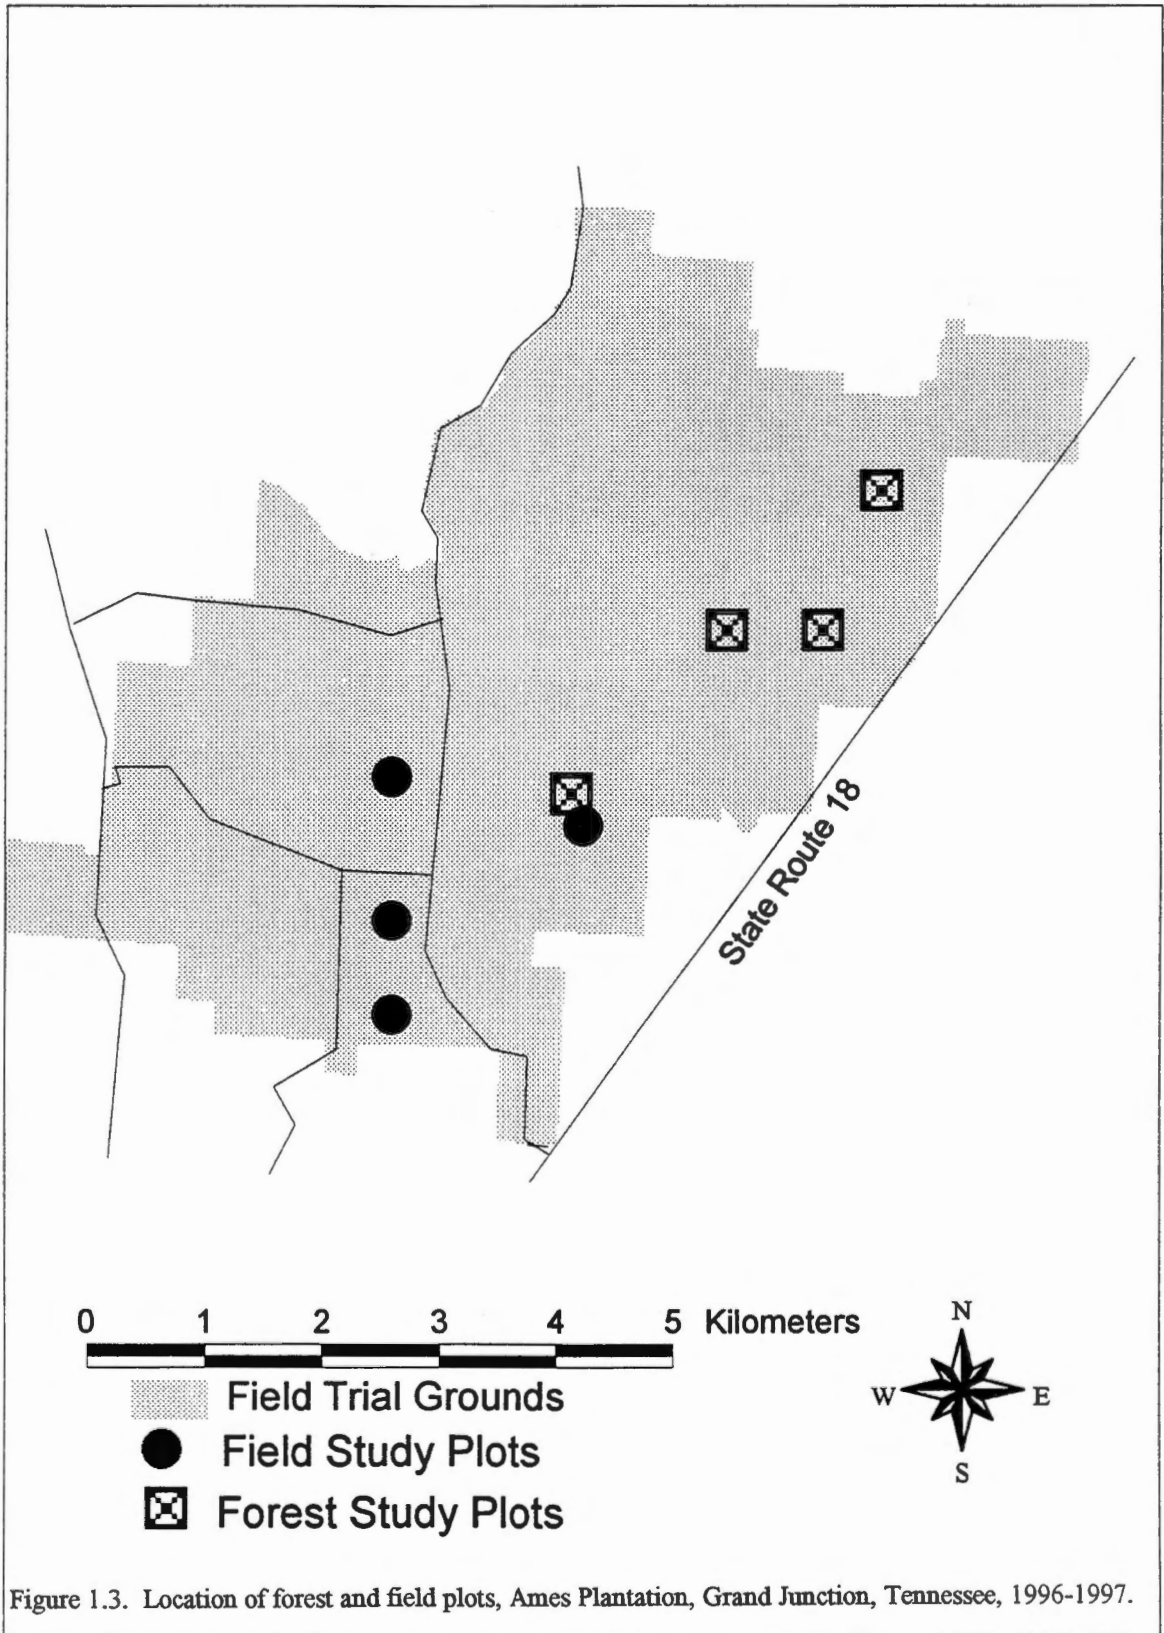 State Route 18
0 1 2 3 4 5 Kilometers
N
W E
S
Field Trial Grounds
Field Study Plots
Forest Study Plots
Figure 1.3. Location of forest and field plots, Ames Plantation, Grand Junction, Tennessee, 1996-1997.